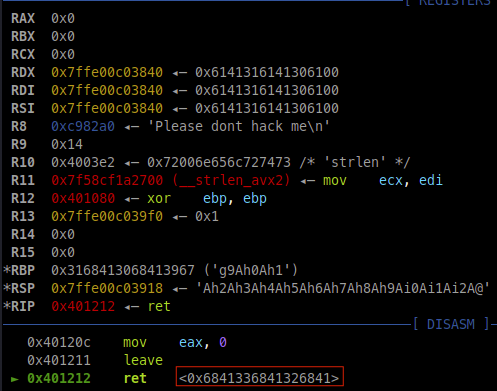 [ REGISTERS
RAX 0x0
RBX 0x0
RCX 0x0
RDX 0x7ffe00c03840 ◂— 0x6141316141306100
RDI 0x7ffe00c03840 ◂— 0x6141316141306100
RSI 0x7ffe00c03840 ◂— 0x6141316141306100
R8 0xc982a0 ◂— 'Please dont hack me\n'
R9 0x14
R10 0x4003e2 ◂— 0x72006e656c727473 /* 'strlen' */
R11 0x7f58cf1a2700 (__strlen_avx2) ◂— mov ecx, edi
R12 0x401080 ◂— xor ebp, ebp
R13 0x7ffe00c039f0 ◂— 0x1
R14 0x0
R15 0x0
*RBP 0x3168413068413967 ('g9Ah0Ah1')
*RSP 0x7ffe00c03918 ◂— 'Ah2Ah3Ah4Ah5Ah6Ah7Ah8Ah9Ai0Ai1Ai2A@'
*RIP 0x401212 ◂— ret
[ DISASM ]
0x40120c mov eax, 0
0x401211 leave
► 0x401212 ret <0x6841336841326841>